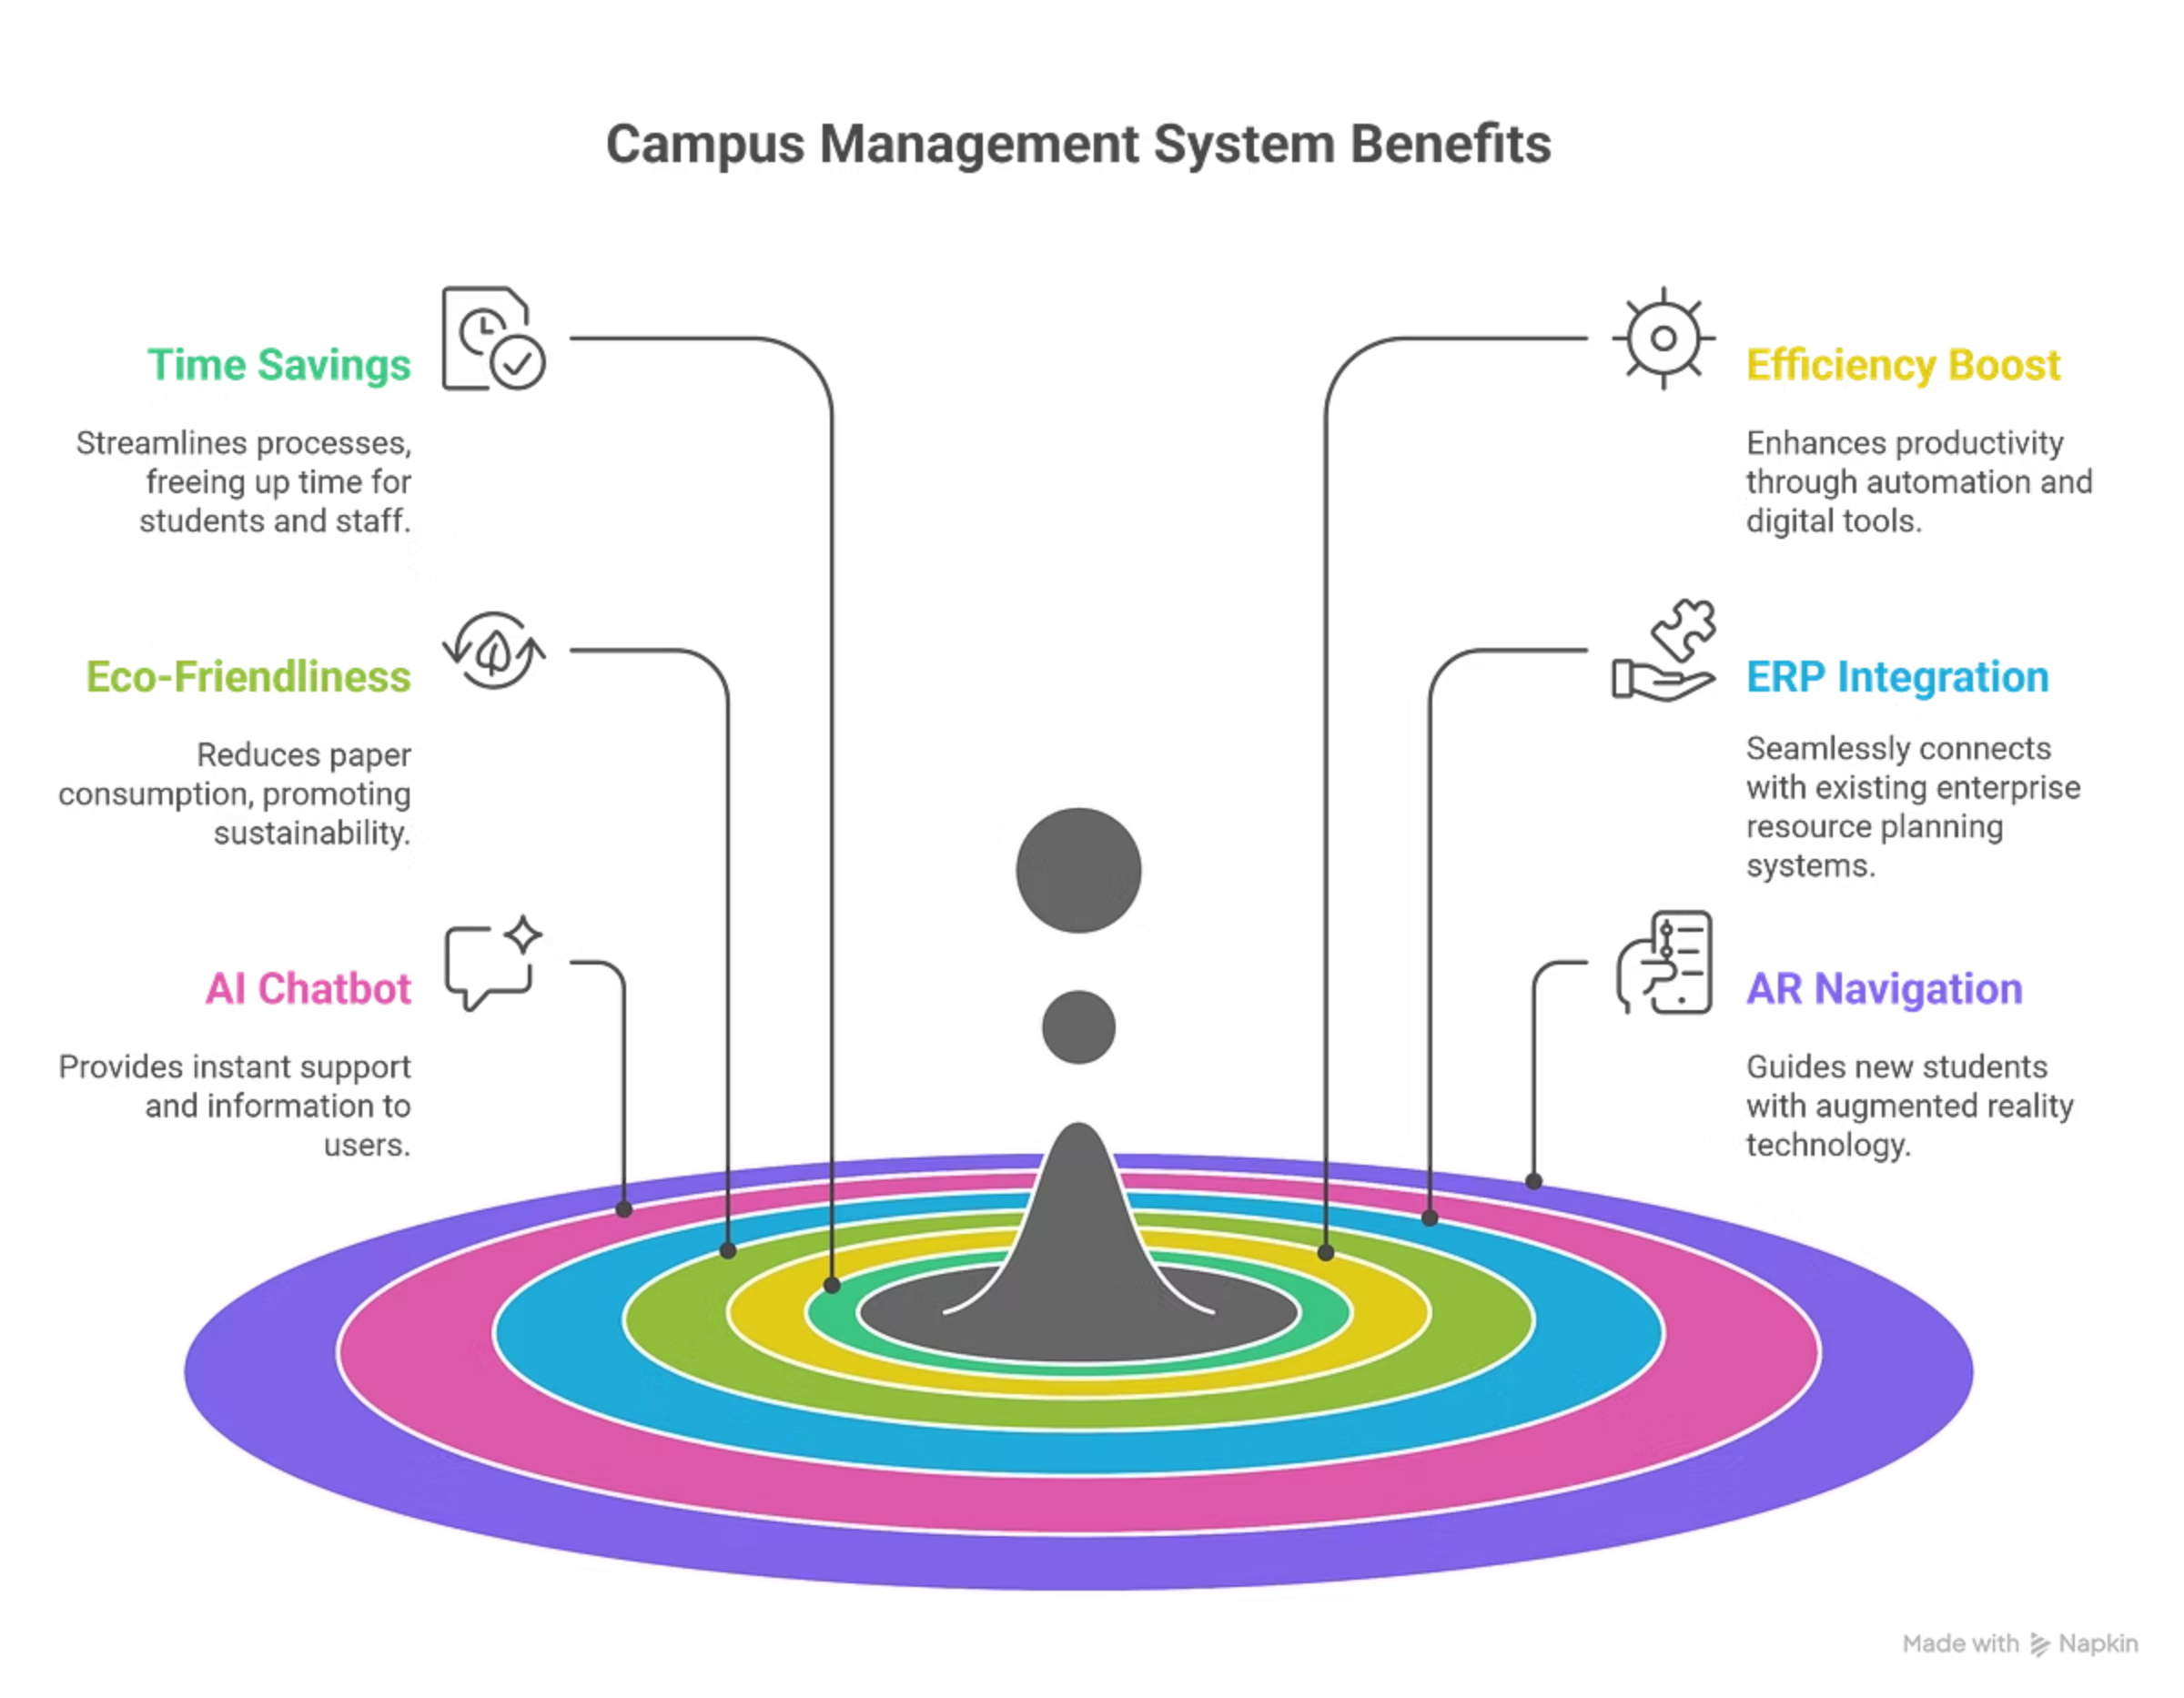 Campus Management System Benefits
Time Savings
Streamlines processes,
freeing up time for
students and staff.
Eco-Friendliness
Reduces paper
consumption, promoting
sustainability.
AI Chatbot
Provides instant support
and information to
users.
Efficiency Boost
Enhances productivity
through automation and
digital tools.
ERP Integration
Seamlessly connects
with existing enterprise
resource planning
systems.
AR Navigation
Guides new students
with augmented reality
technology.
Made with Napkin